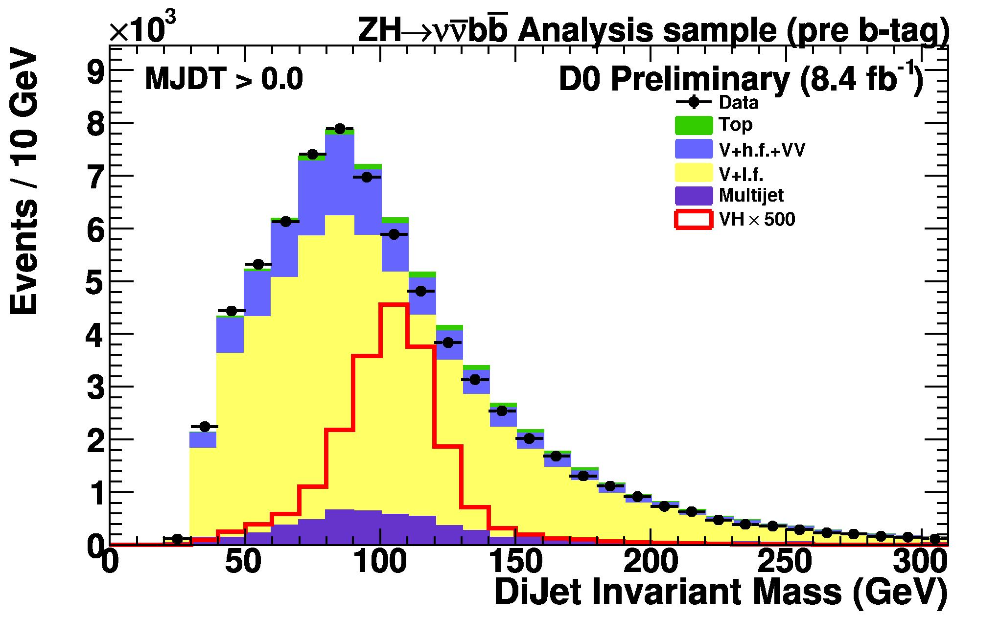 ×10³ ZH→νν̅bb̅ Analysis sample (pre b-tag)
MJDT > 0.0
D0 Preliminary (8.4 fb⁻¹)
Data
Top
V+h.f.+VV
V+l.f.
Multijet
VH × 500
Events / 10 GeV
9
8
7
6
5
4
3
2
1
0
0 50 100 150 200 250 300
DiJet Invariant Mass (GeV)